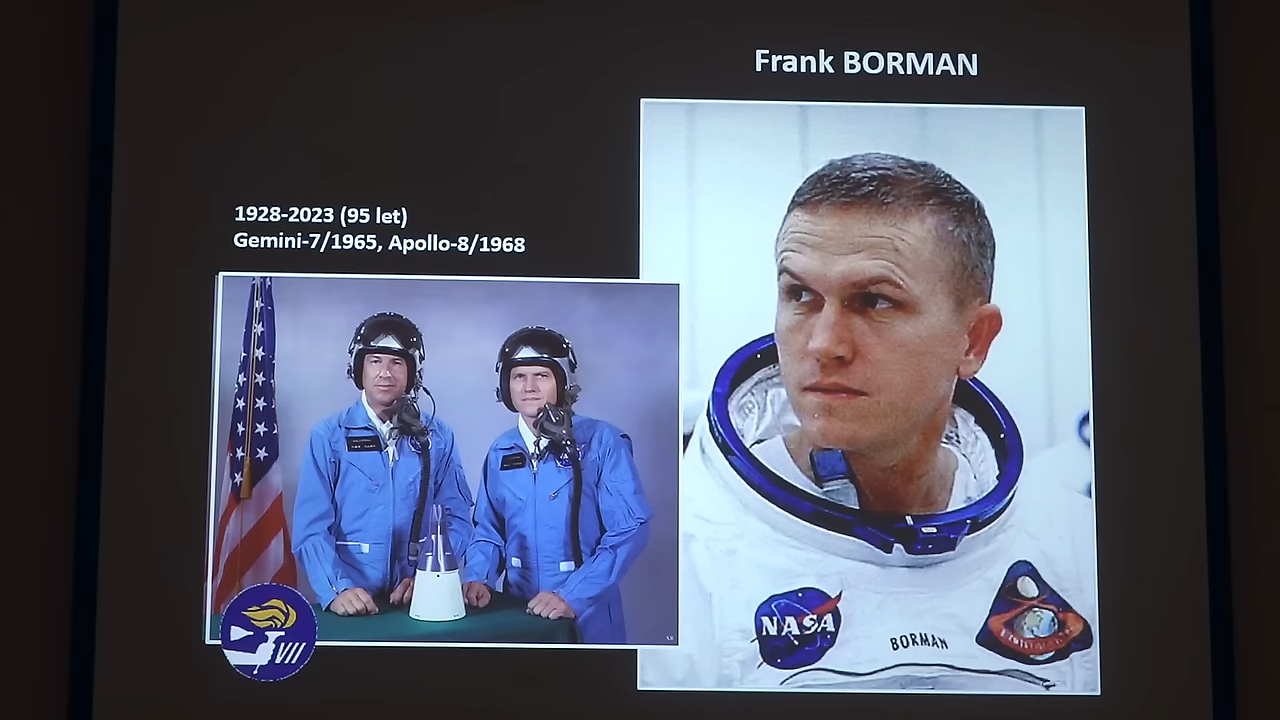 Frank BORMAN
1928-2023 (95 let)
Gemini-7/1965, Apollo-8/1968
VII
NASA
BORMAN